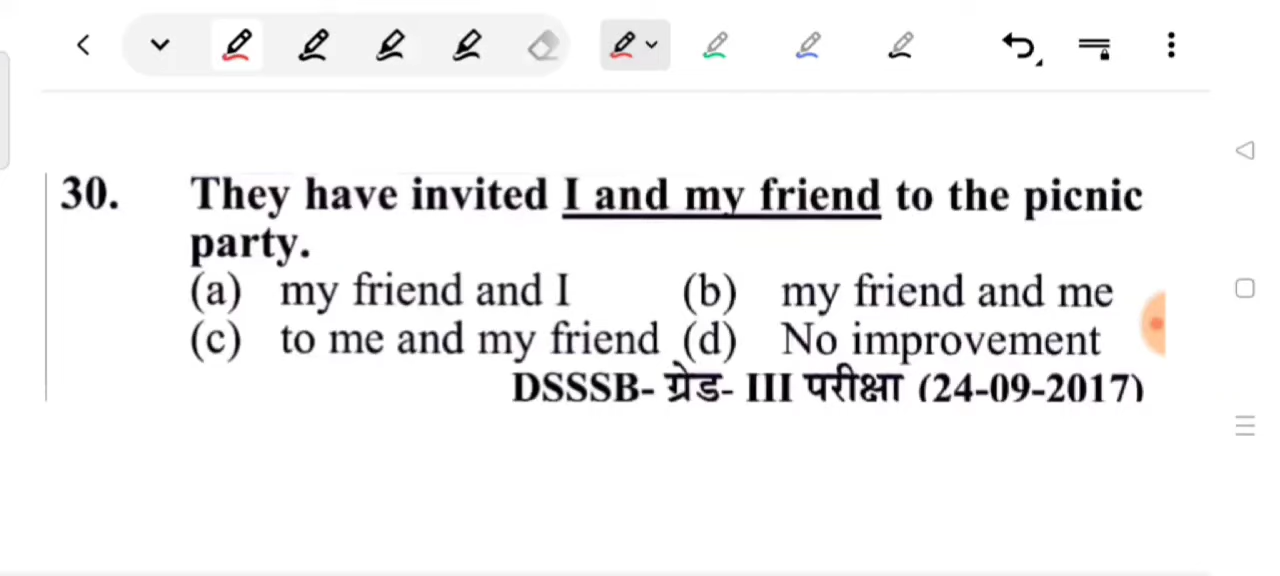 30. They have invited I and my friend to the picnic
party.
(a) my friend and I (b) my friend and me
(c) to me and my friend (d) No improvement
DSSSB- ग्रेड- III परीक्षा (24-09-2017)